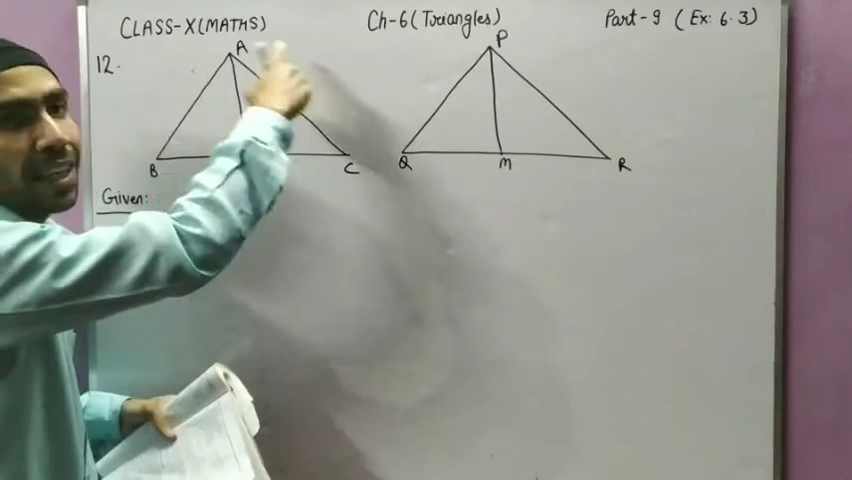 CLASS-X(MATHS) Ch-6(Triangles) Part-9 (Ex: 6.3)
12.
A P
B C Q M R
Given: